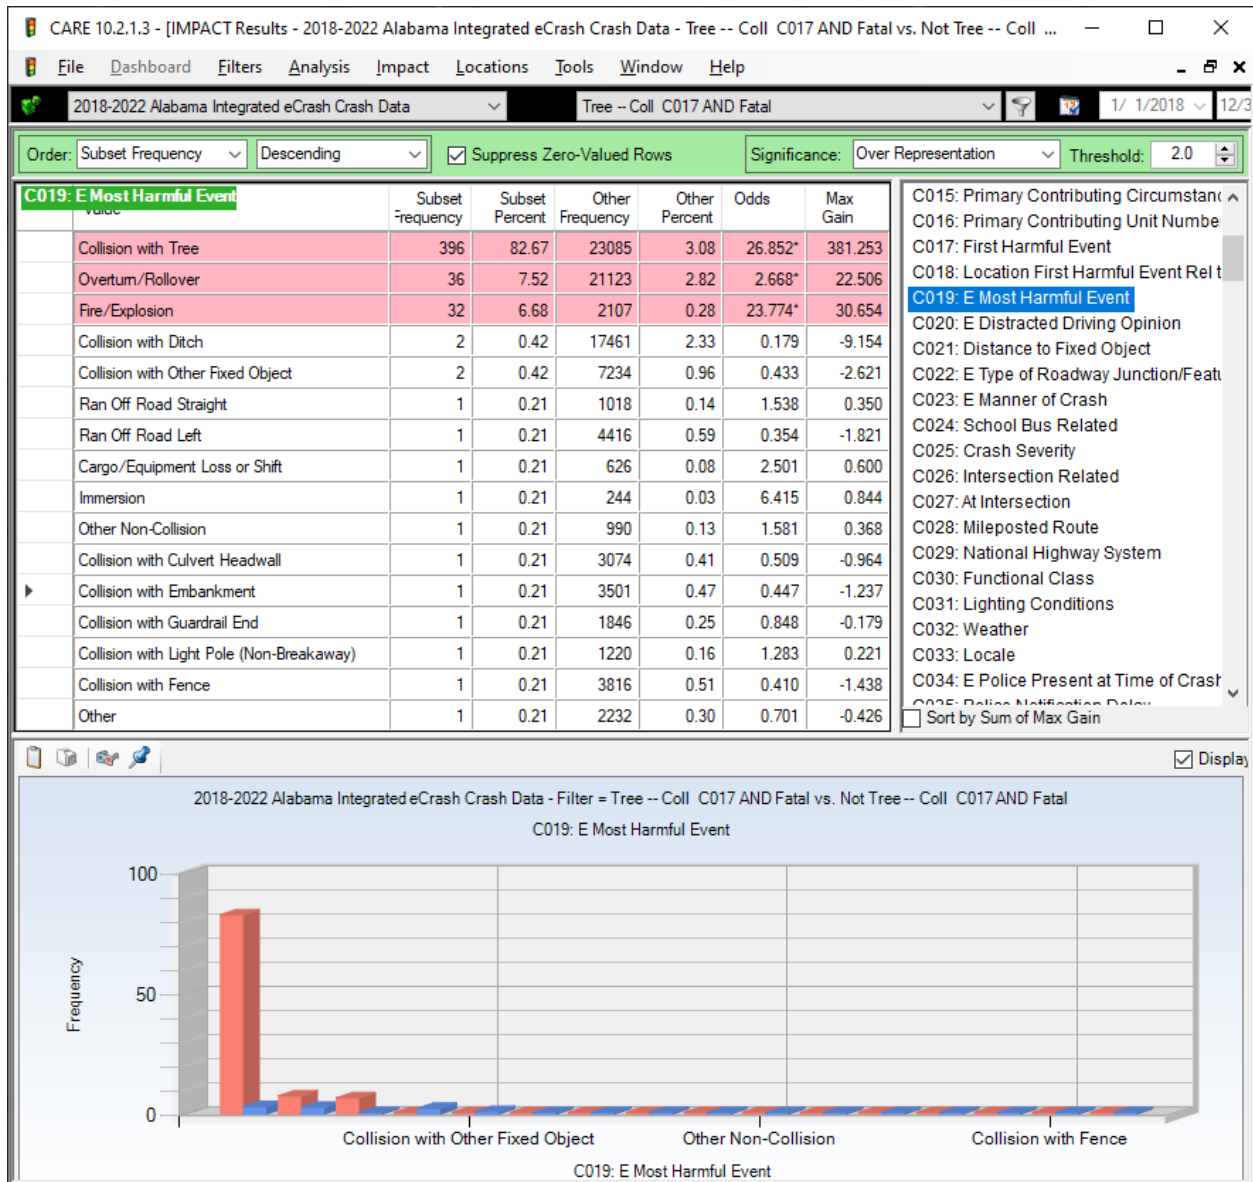 CARE 10.2.1.3 - [IMPACT Results - 2018-2022 Alabama Integrated eCrash Crash Data - Tree -- Coll C017 AND Fatal vs. Not Tree -- Coll ...
File Dashboard Filters Analysis Impact Locations Tools Window Help
2018-2022 Alabama Integrated eCrash Crash Data Tree -- Coll C017 AND Fatal 1/ 1/2018 12/3
Order: Subset Frequency Descending Suppress Zero-Valued Rows Significance: Over Representation Threshold: 2.0
C019: E Most Harmful Event
Subset Frequency Subset Percent Other Frequency Other Percent Odds Max Gain
Collision with Tree 396 82.67 23085 3.08 26.852* 381.253
Overturn/Rollover 36 7.52 21123 2.82 2.668* 22.506
Fire/Explosion 32 6.68 2107 0.28 23.774* 30.654
Collision with Ditch 2 0.42 17461 2.33 0.179 -9.154
Collision with Other Fixed Object 2 0.42 7234 0.96 0.433 -2.621
Ran Off Road Straight 1 0.21 1018 0.14 1.538 0.350
Ran Off Road Left 1 0.21 4416 0.59 0.354 -1.821
Cargo/Equipment Loss or Shift 1 0.21 626 0.08 2.501 0.600
Immersion 1 0.21 244 0.03 6.415 0.844
Other Non-Collision 1 0.21 990 0.13 1.581 0.368
Collision with Culvert Headwall 1 0.21 3074 0.41 0.509 -0.964
Collision with Embankment 1 0.21 3501 0.47 0.447 -1.237
Collision with Guardrail End 1 0.21 1846 0.25 0.848 -0.179
Collision with Light Pole (Non-Breakaway) 1 0.21 1220 0.16 1.283 0.221
Collision with Fence 1 0.21 3816 0.51 0.410 -1.438
Other 1 0.21 2232 0.30 0.701 -0.426
C015: Primary Contributing Circumstanc
C016: Primary Contributing Unit Numbe
C017: First Harmful Event
C018: Location First Harmful Event Rel t
C019: E Most Harmful Event
C020: E Distracted Driving Opinion
C021: Distance to Fixed Object
C022: E Type of Roadway Junction/Featu
C023: E Manner of Crash
C024: School Bus Related
C025: Crash Severity
C026: Intersection Related
C027: At Intersection
C028: Mileposted Route
C029: National Highway System
C030: Functional Class
C031: Lighting Conditions
C032: Weather
C033: Locale
C034: E Police Present at Time of Crash
C035: Police Notification Delay
Sort by Sum of Max Gain
Display
2018-2022 Alabama Integrated eCrash Crash Data - Filter = Tree -- Coll C017 AND Fatal vs. Not Tree -- Coll C017 AND Fatal
C019: E Most Harmful Event
100
50
0
Frequency
Collision with Other Fixed Object Other Non-Collision Collision with Fence
C019: E Most Harmful Event